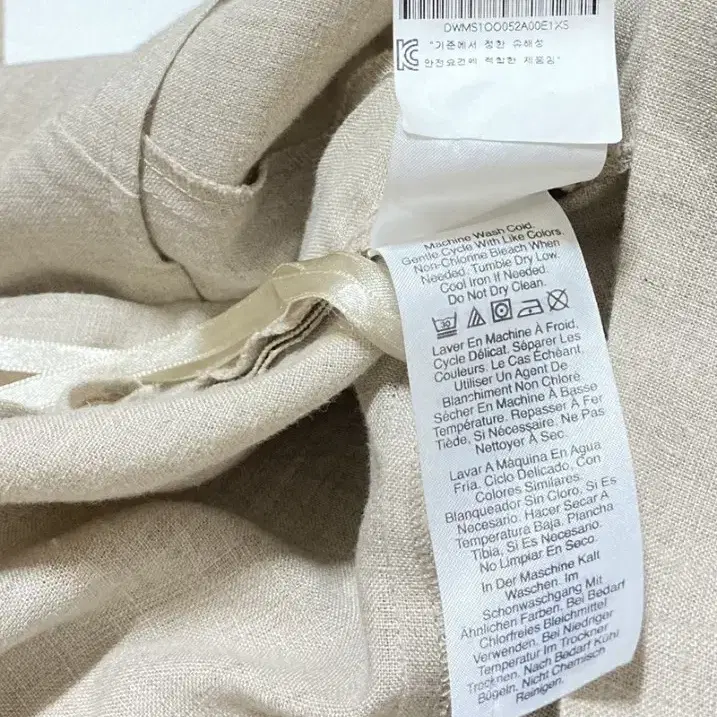 DWMS1OO052A00E1XS
"기준에서 정한 유해성
안전요건에 적합한 제품임"
Machine Wash Cold.
Gentle Cycle With Like Colors.
Non-Chlorine Bleach When
Needed. Tumble Dry Low.
Cool Iron If Needed.
Do Not Dry Clean.
30
Laver En Machine À Froid,
Cycle Délicat. Séparer Les
Couleurs. Le Cas Échéant,
Utiliser Un Agent De
Blanchiment Non Chloré
Sécher En Machine À Basse
Température. Repasser À Fer
Tiède, Si Nécessaire. Ne Pas
Nettoyer À Sec.
Lavar A Máquina En Agua
Fría. Ciclo Delicado, Con
Colores Similares.
Blanqueador Sin Cloro, Si Es
Necesario. Hacer Secar A
Temperatura Baja. Plancha
Tibia, Si Es Necesario.
No Limpiar En Seco.
In Der Maschine Kalt
Waschen. Im
Schonwaschgang Mit
Ähnlichen Farben. Bei Bedarf
Chlorfreies Bleichmittel
Verwenden. Bei Niedriger
Temperatur Im Trockner
Trocknen. Nach Bedarf Kühl
Bügeln. Nicht Chemisch
Reinigen.